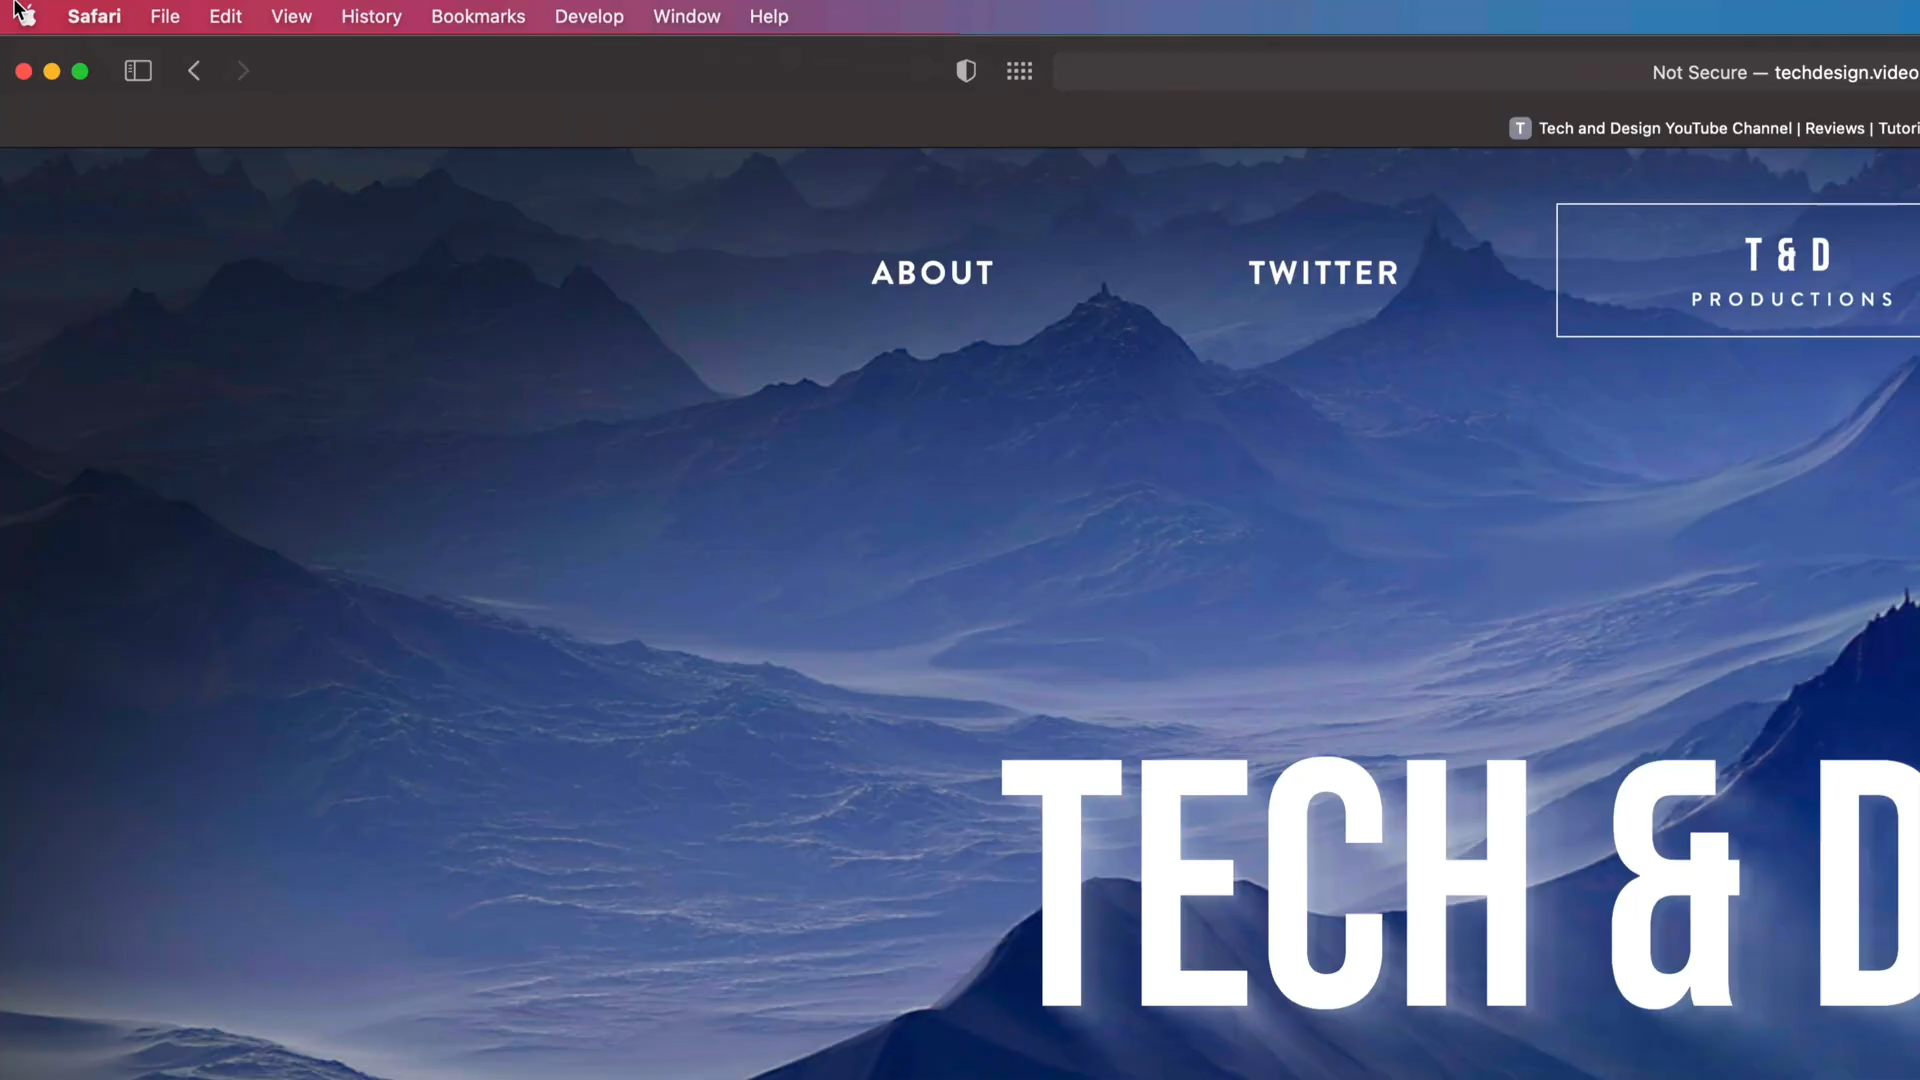 Safari File Edit View History Bookmarks Develop Window Help
Not Secure — techdesign.video
T Tech and Design YouTube Channel | Reviews | Tutori
ABOUT TWITTER
T & D
PRODUCTIONS
TECH & D